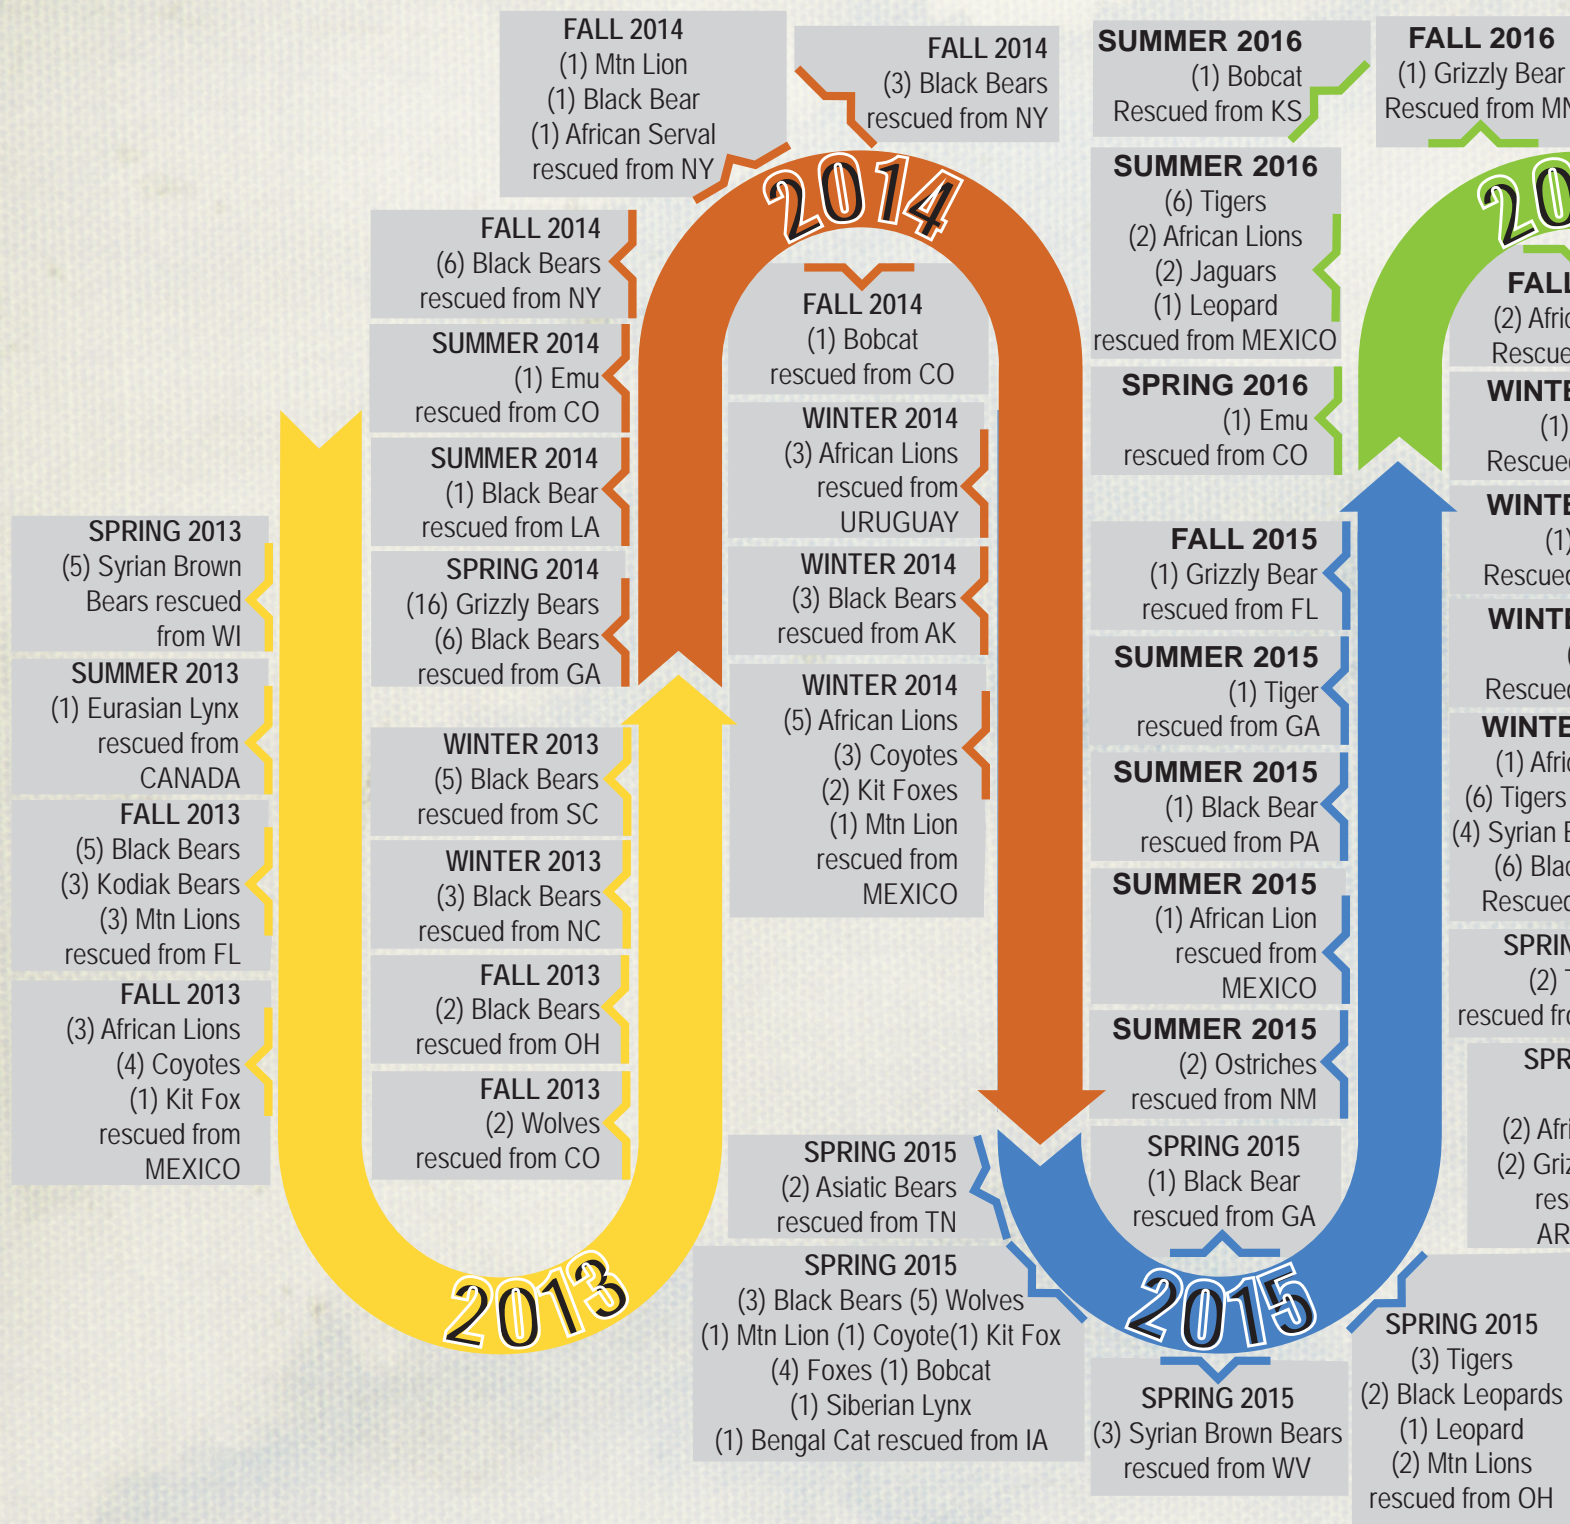 SPRING 2013
(5) Syrian Brown
Bears rescued
from WI
SUMMER 2013
(1) Eurasian Lynx
rescued from
CANADA
FALL 2013
(5) Black Bears
(3) Kodiak Bears
(3) Mtn Lions
rescued from FL
FALL 2013
(3) African Lions
(4) Coyotes
(1) Kit Fox
rescued from
MEXICO
2013
FALL 2013
(2) Wolves
rescued from CO
FALL 2013
(2) Black Bears
rescued from OH
WINTER 2013
(3) Black Bears
rescued from NC
WINTER 2013
(5) Black Bears
rescued from SC
SPRING 2014
(16) Grizzly Bears
(6) Black Bears
rescued from GA
SUMMER 2014
(1) Black Bear
rescued from LA
SUMMER 2014
(1) Emu
rescued from CO
FALL 2014
(6) Black Bears
rescued from NY
FALL 2014
(1) Mtn Lion
(1) Black Bear
(1) African Serval
rescued from NY
FALL 2014
(3) Black Bears
rescued from NY
2014
FALL 2014
(1) Bobcat
rescued from CO
WINTER 2014
(3) African Lions
rescued from
URUGUAY
WINTER 2014
(3) Black Bears
rescued from AK
WINTER 2014
(5) African Lions
(3) Coyotes
(2) Kit Foxes
(1) Mtn Lion
rescued from
MEXICO
SPRING 2015
(2) Asiatic Bears
rescued from TN
SPRING 2015
(3) Black Bears (5) Wolves
(1) Mtn Lion (1) Coyote(1) Kit Fox
(4) Foxes (1) Bobcat
(1) Siberian Lynx
(1) Bengal Cat rescued from IA
2015
SPRING 2015
(3) Syrian Brown Bears
rescued from WV
SPRING 2015
(3) Tigers
(2) Black Leopards
(1) Leopard
(2) Mtn Lions
rescued from OH
SPRING 2015
(1) Black Bear
rescued from GA
SUMMER 2015
(2) Ostriches
rescued from NM
SUMMER 2015
(1) African Lion
rescued from
MEXICO
SUMMER 2015
(1) Black Bear
rescued from PA
SUMMER 2015
(1) Tiger
rescued from GA
FALL 2015
(1) Grizzly Bear
rescued from FL
SPRING 2016
(1) Emu
rescued from CO
SUMMER 2016
(6) Tigers
(2) African Lions
(2) Jaguars
(1) Leopard
rescued from MEXICO
SUMMER 2016
(1) Bobcat
Rescued from KS
FALL 2016
(1) Grizzly Bear
Rescued from MN
FALL
(2)
(1)
(1)
(1)
(6) Tigers
(4) Syrian
(6)
(2)
(2)
(2)